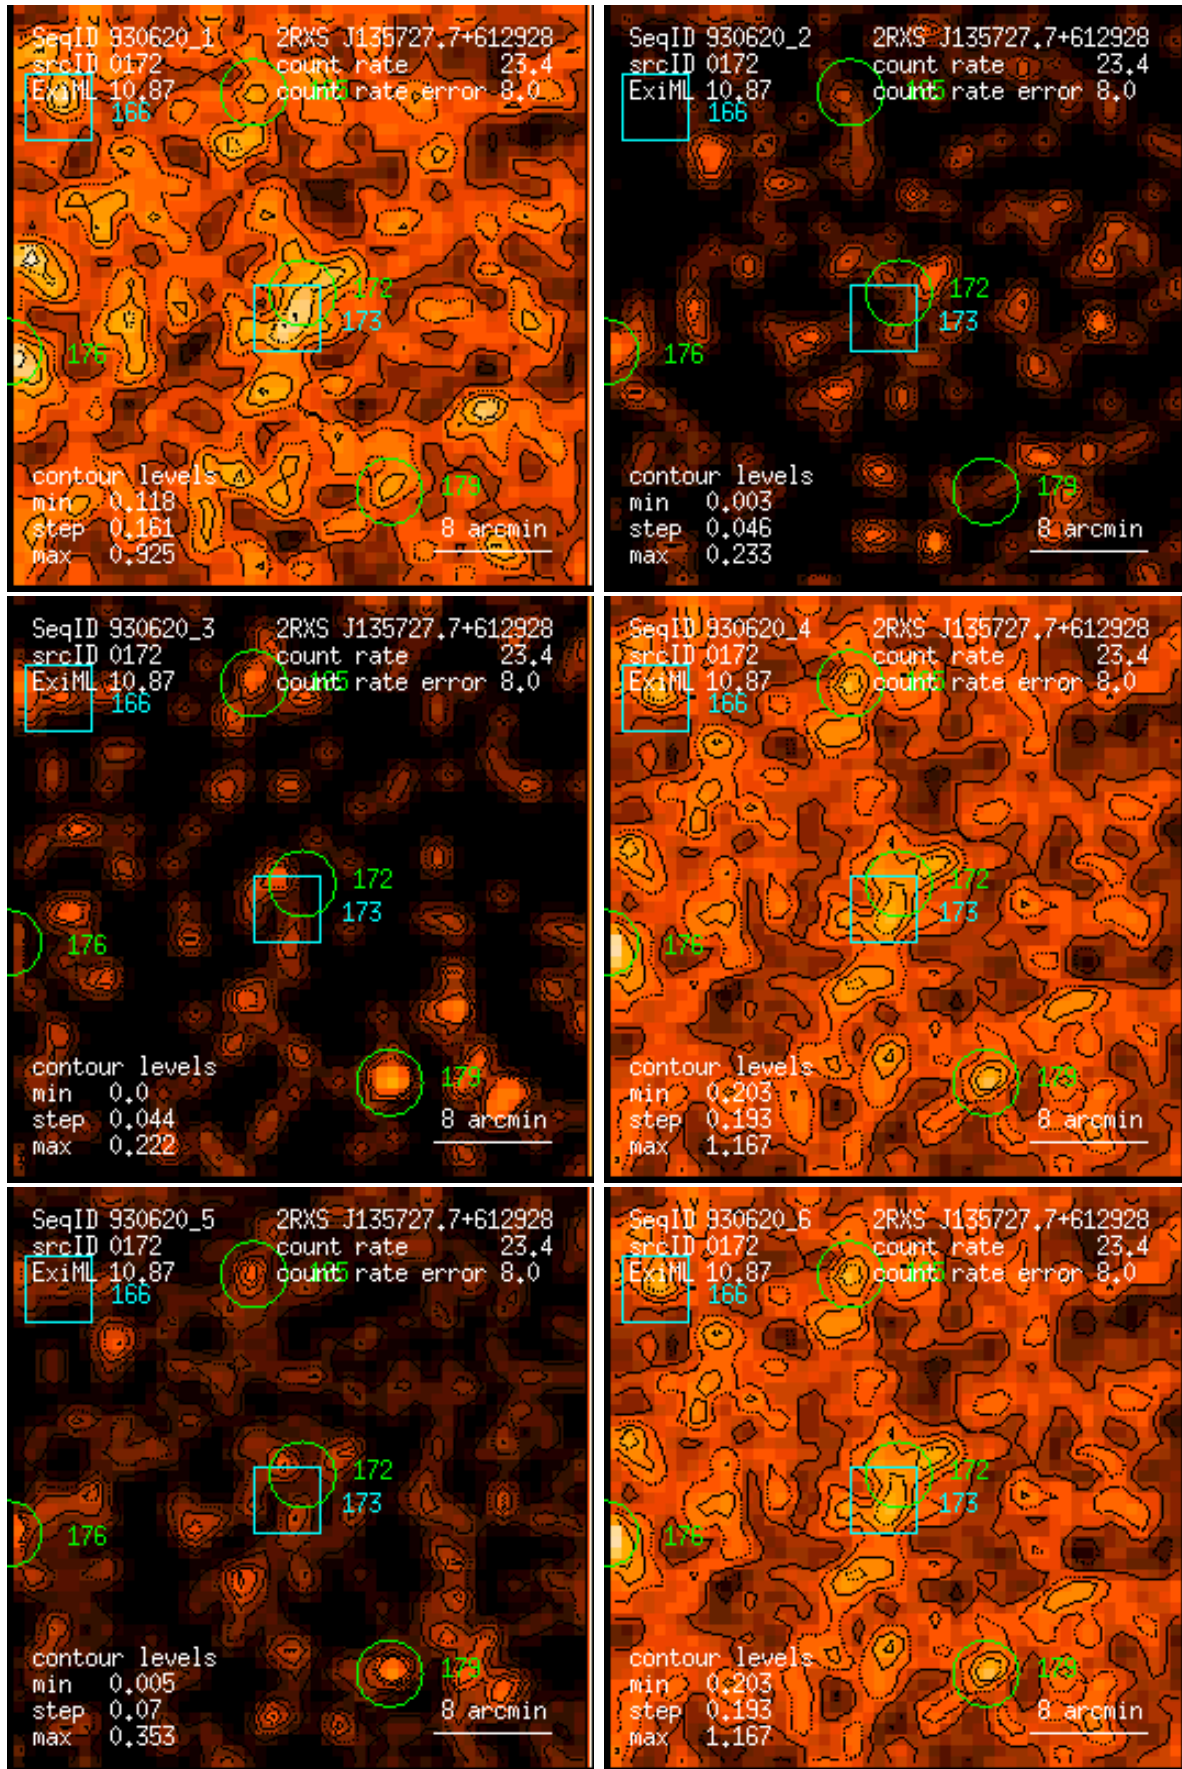 SeqID 930620_1 2RXS J135727.7+612928
srcID 0172 count rate 23.4
ExiML 10.87 count rate error 8.0
166
172
173
176
contour levels
min 0.118 179
step 0.161 8 arcmin
max 0.925
SeqID 930620_2 2RXS J135727.7+612928
srcID 0172 count rate 23.4
ExiML 10.87 count rate error 8.0
166
172
173
176
contour levels
min 0.003 179
step 0.046 8 arcmin
max 0.233
SeqID 930620_3 2RXS J135727.7+612928
srcID 0172 count rate 23.4
ExiML 10.87 count rate error 8.0
166
172
173
176
contour levels
min 0.0 179
step 0.044 8 arcmin
max 0.222
SeqID 930620_4 2RXS J135727.7+612928
srcID 0172 count rate 23.4
ExiML 10.87 count rate error 8.0
166
172
173
176
contour levels
min 0.203 179
step 0.193 8 arcmin
max 1.167
SeqID 930620_5 2RXS J135727.7+612928
srcID 0172 count rate 23.4
ExiML 10.87 count rate error 8.0
166
172
173
176
contour levels
min 0.005 179
step 0.07 8 arcmin
max 0.353
SeqID 930620_6 2RXS J135727.7+612928
srcID 0172 count rate 23.4
ExiML 10.87 count rate error 8.0
166
172
173
176
contour levels
min 0.203 179
step 0.193 8 arcmin
max 1.167